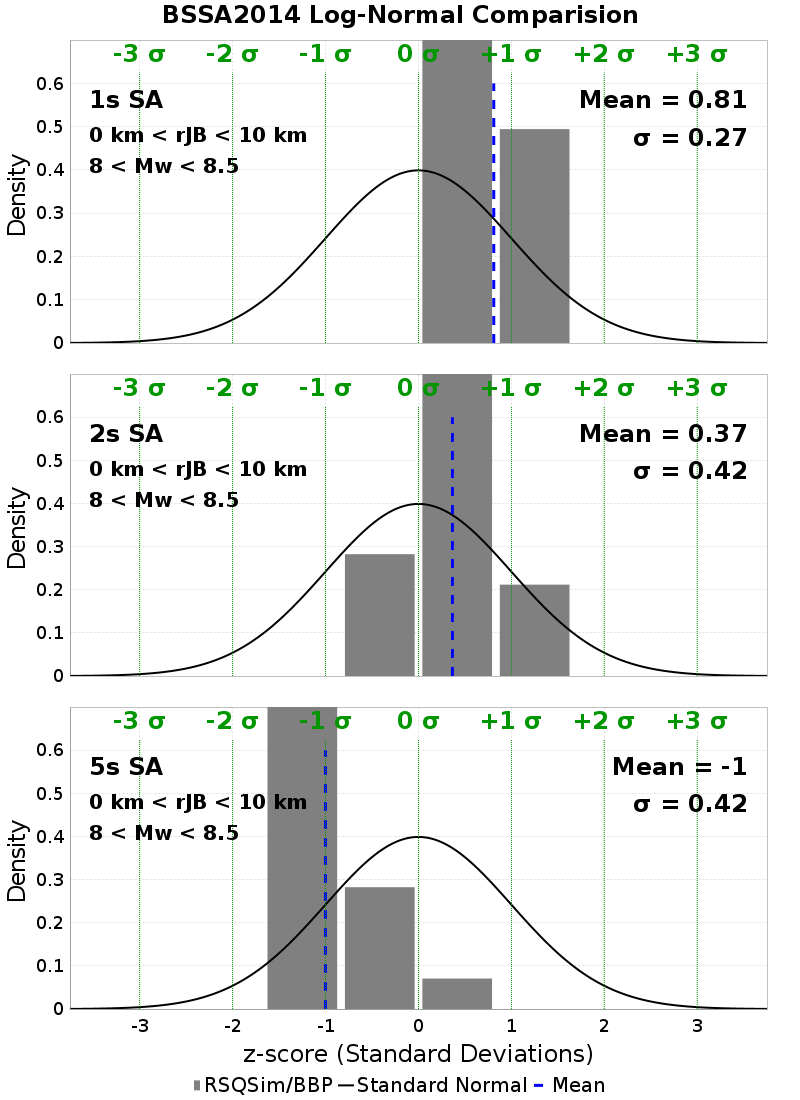 BSSA2014 Log-Normal Comparision
-3 σ -2 σ -1 σ 0 σ +1 σ +2 σ +3 σ
1s SA
0 km < rJB < 10 km
8 < Mw < 8.5
Mean = 0.81
σ = 0.27
Density
0.6
0.5
0.4
0.3
0.2
0.1
0
-3 σ -2 σ -1 σ 0 σ +1 σ +2 σ +3 σ
2s SA
0 km < rJB < 10 km
8 < Mw < 8.5
Mean = 0.37
σ = 0.42
Density
0.6
0.5
0.4
0.3
0.2
0.1
0
-3 σ -2 σ -1 σ 0 σ +1 σ +2 σ +3 σ
5s SA
0 km < rJB < 10 km
8 < Mw < 8.5
Mean = -1
σ = 0.42
Density
0.6
0.5
0.4
0.3
0.2
0.1
0
-3 -2 -1 0 1 2 3
z-score (Standard Deviations)
RSQSim/BBP Standard Normal Mean